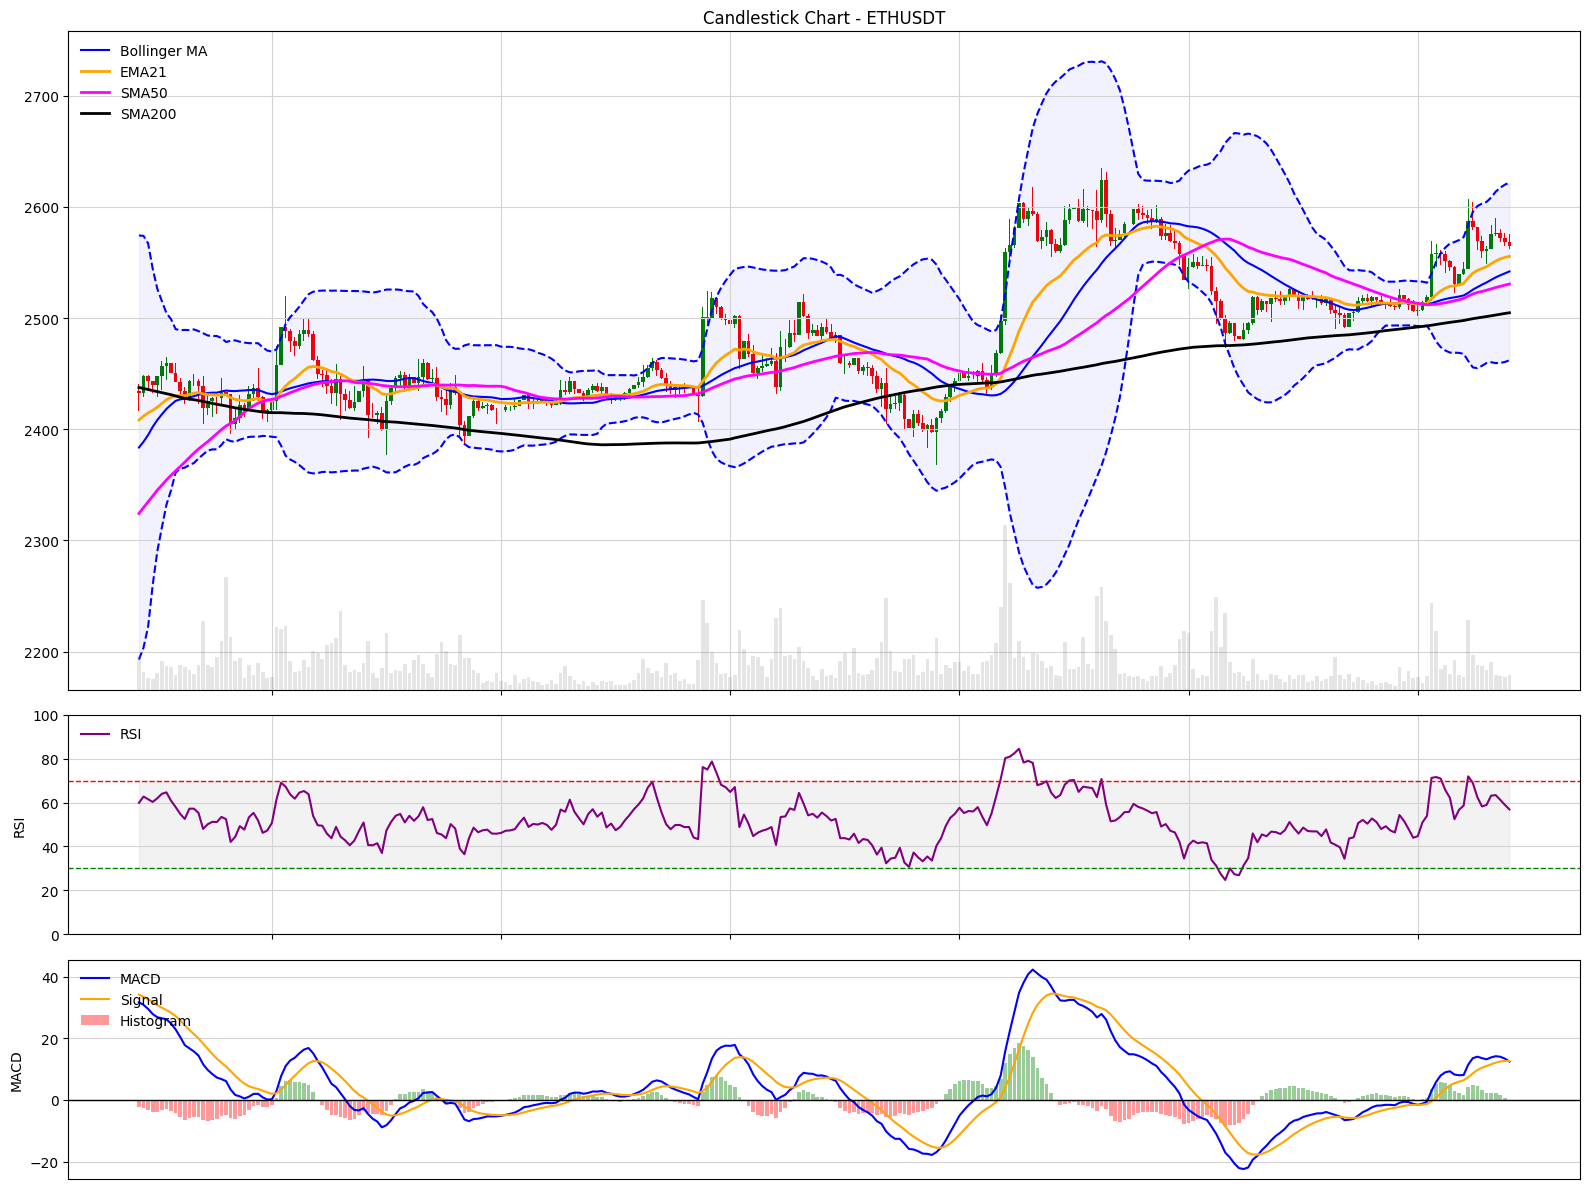 Candlestick Chart - ETHUSDT
Bollinger MA
EMA21
SMA50
SMA200
2700
2600
2500
2400
2300
2200
RSI
100
80
60
40
20
0
RSI
MACD
Signal
Histogram
40
20
0
−20
MACD